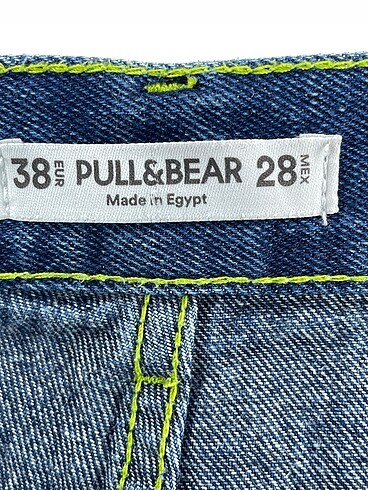 38 EUR PULL&BEAR 28 MEX
Made in Egypt